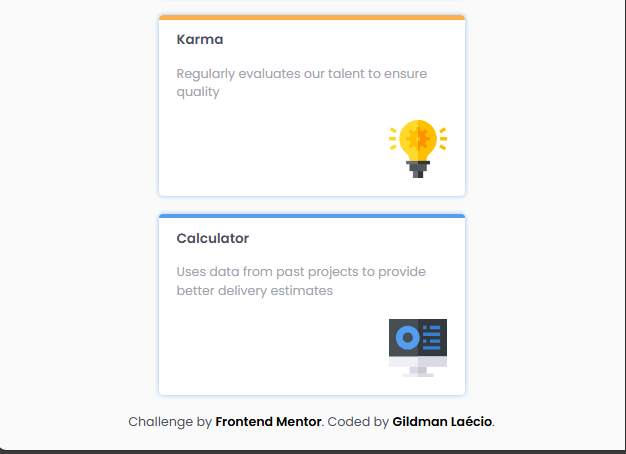 Karma
Regularly evaluates our talent to ensure
quality
Calculator
Uses data from past projects to provide
better delivery estimates
Challenge by Frontend Mentor. Coded by Gildman Laécio.